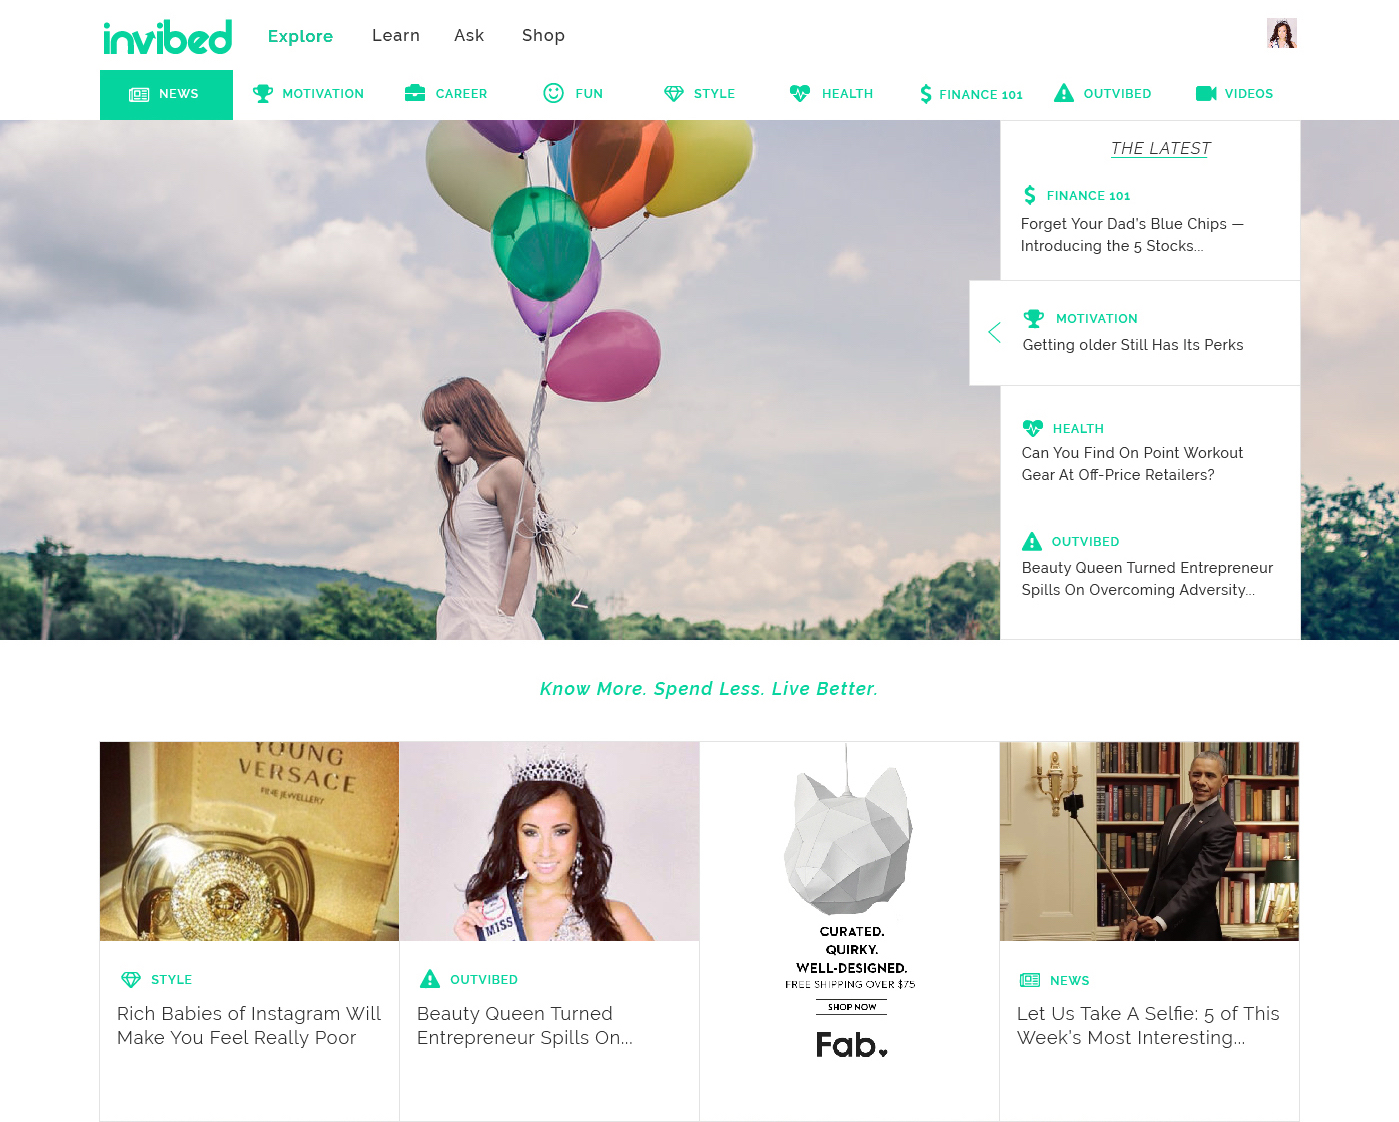 invibed
Explore
Learn
Ask
Shop
NEWS
MOTIVATION
CAREER
FUN
STYLE
HEALTH
FINANCE 101
OUTVIBED
VIDEOS
THE LATEST
FINANCE 101
Forget Your Dad's Blue Chips —
Introducing the 5 Stocks...
MOTIVATION
Getting older Still Has Its Perks
HEALTH
Can You Find On Point Workout
Gear At Off-Price Retailers?
OUTVIBED
Beauty Queen Turned Entrepreneur
Spills On Overcoming Adversity...
Know More. Spend Less. Live Better.
YOUNG
VERSACE
FINE JEWELLERY
STYLE
Rich Babies of Instagram Will
Make You Feel Really Poor
MISS
OUTVIBED
Beauty Queen Turned
Entrepreneur Spills On...
CURATED.
QUIRKY.
WELL-DESIGNED.
FREE SHIPPING OVER $75
SHOP NOW
Fab.
NEWS
Let Us Take A Selfie: 5 of This
Week's Most Interesting...